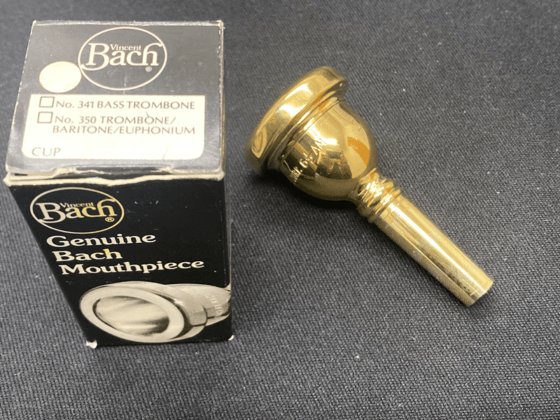 Vincent
Bach®
No. 341 BASS TROMBONE
No. 350 TROMBONE/
BARITONE/EUPHONIUM
CUP
Vincent
Bach®
Genuine
Bach
Mouthpiece